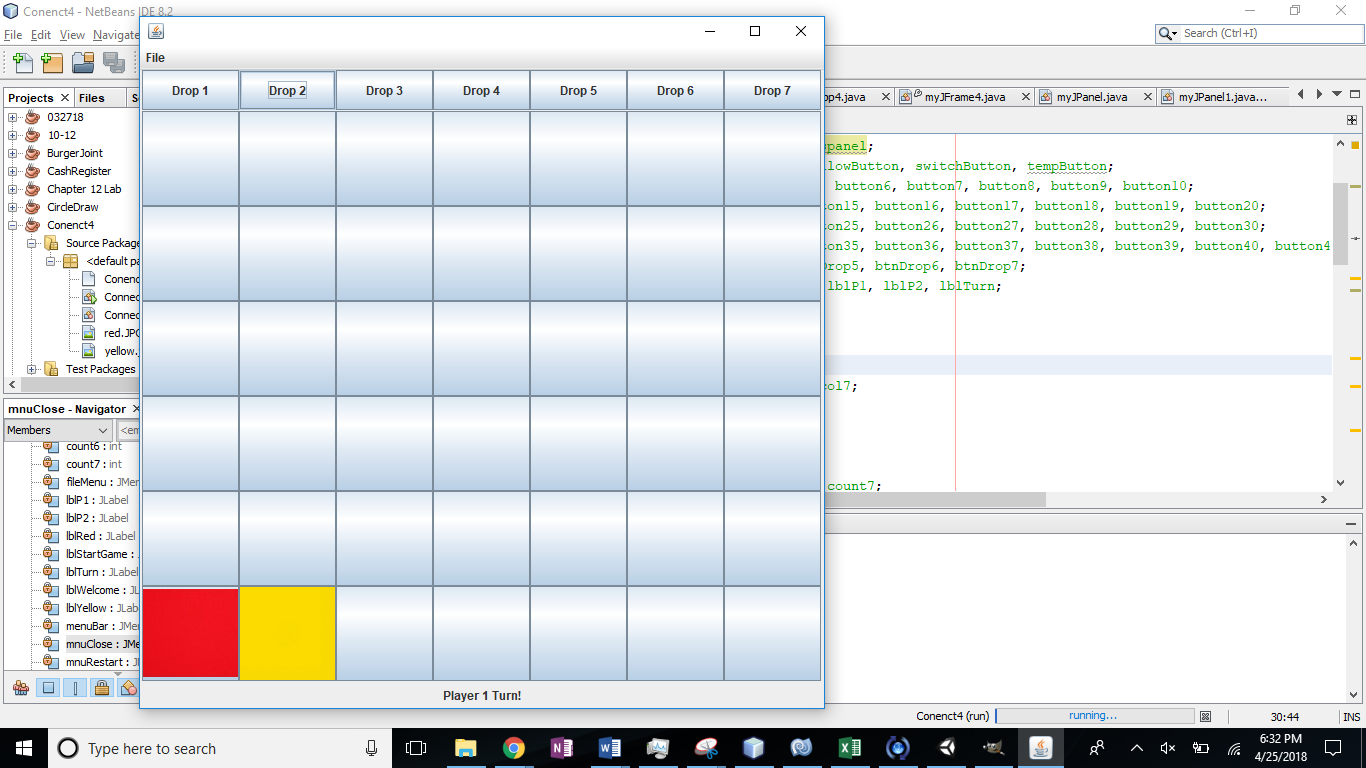 Conenct4 - NetBeans IDE 8.2
File Edit View Navigate
Search (Ctrl+I)
File
Drop 1 Drop 2 Drop 3 Drop 4 Drop 5 Drop 6 Drop 7
Player 1 Turn!
Projects Files
032718
10-12
BurgerJoint
CashRegister
Chapter 12 Lab
CircleDraw
Conenct4
Source Package
<default pa
Conenc
Connec
Connec
red.JPG
yellow.
Test Packages
mnuClose - Navigator
Members <em
count6 : int
count7 : int
fileMenu : JMe
lblP1 : JLabel
lblP2 : JLabel
lblRed : JLabel
lblStartGame :
lblTurn : JLabel
lblWelcome : JL
lblYellow : JLab
menuBar : JMe
mnuClose : JMe
mnuRestart : J
op4.java myJFrame4.java myJPanel.java myJPanel1.java...
panel;
lowButton, switchButton, tempButton;
button6, button7, button8, button9, button10;
on15, button16, button17, button18, button19, button20;
on25, button26, button27, button28, button29, button30;
on35, button36, button37, button38, button39, button40, button4
rop5, btnDrop6, btnDrop7;
lblP1, lblP2, lblTurn;
col7;
count7;
Conenct4 (run) running... 30:44 INS
Type here to search
6:32 PM
4/25/2018